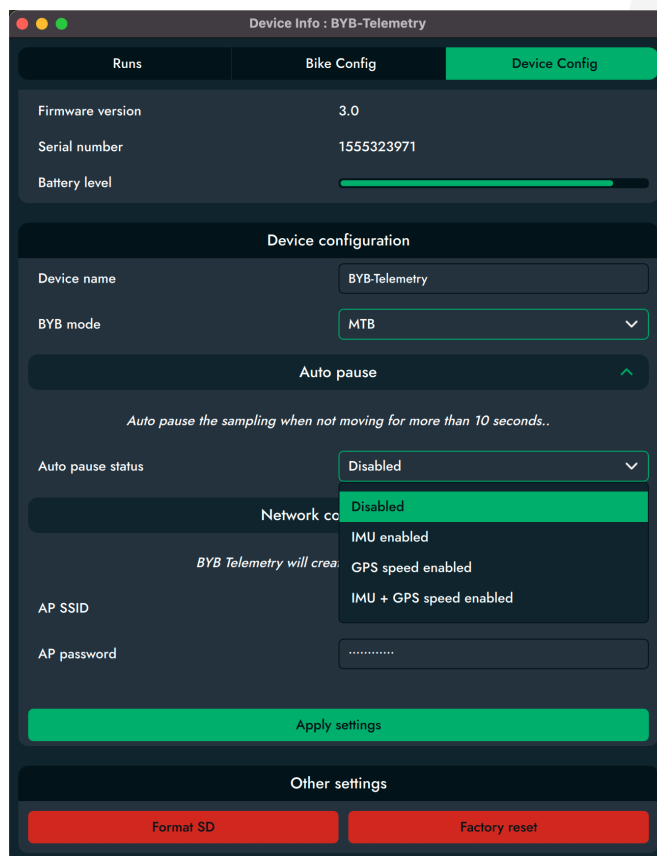 Device Info : BYB-Telemetry
Runs Bike Config Device Config
Firmware version 3.0
Serial number 1555323971
Battery level
Device configuration
Device name BYB-Telemetry
BYB mode MTB
Auto pause
Auto pause the sampling when not moving for more than 10 seconds..
Auto pause status Disabled
Disabled
Network co
IMU enabled
BYB Telemetry will crea
GPS speed enabled
IMU + GPS speed enabled
AP SSID
AP password ............
Apply settings
Other settings
Format SD Factory reset